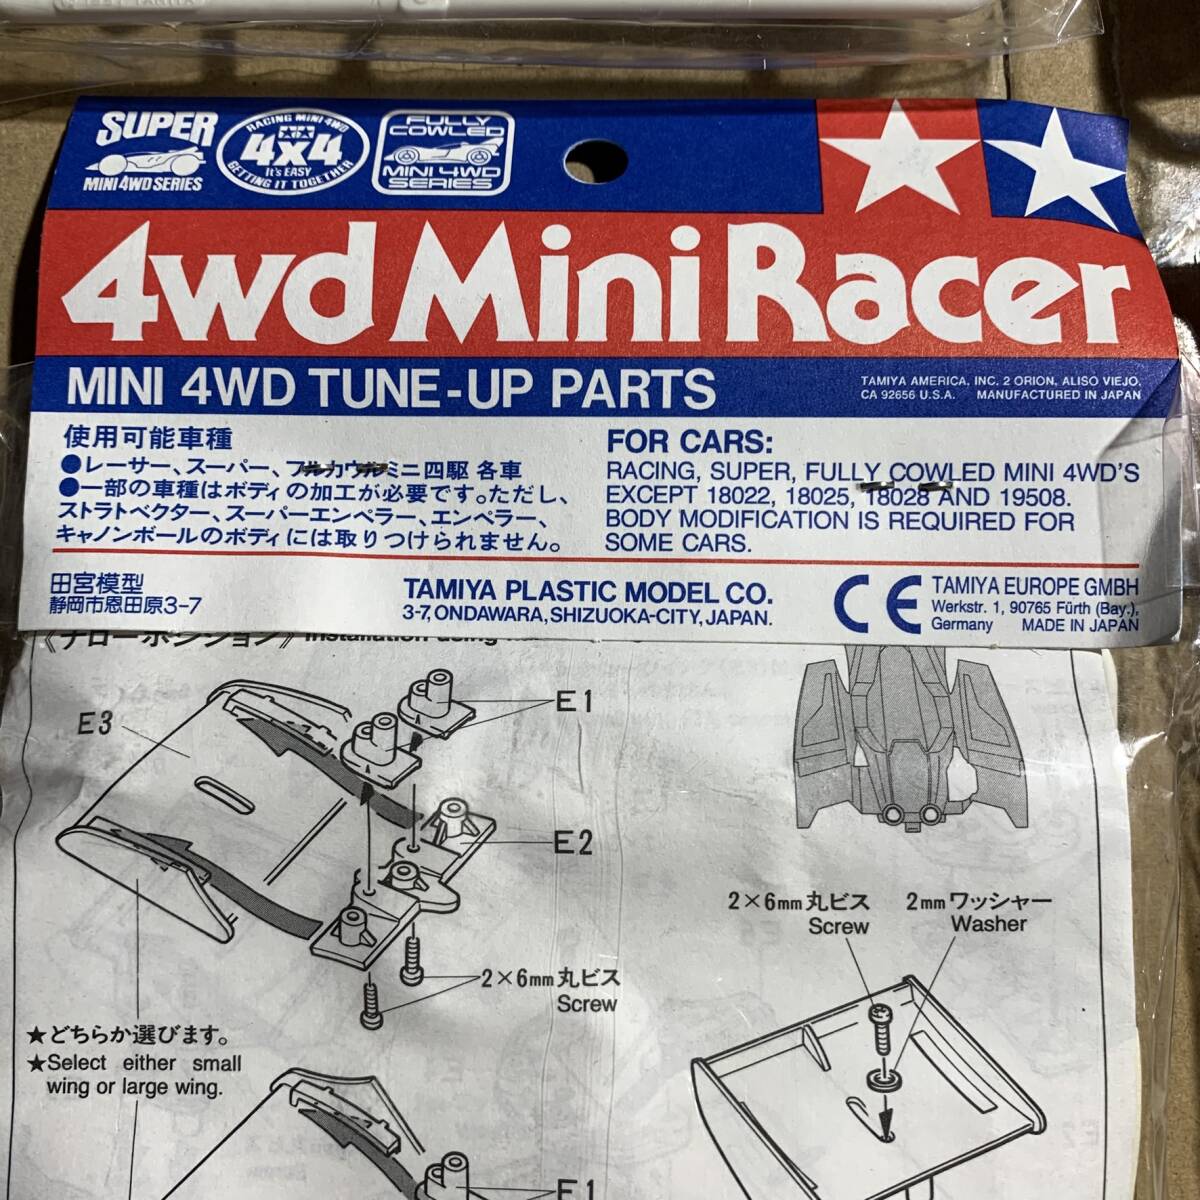 SUPER
MINI 4WD SERIES
RACING MINI 4WD
4x4
It's EASY
GETTING IT TOGETHER
FULLY
COWLED
MINI 4WD
SERIES
4wd Mini Racer
MINI 4WD TUNE-UP PARTS
TAMIYA AMERICA, INC. 2 ORION, ALISO VIEJO,
CA 92656 U.S.A. MANUFACTURED IN JAPAN
使用可能車種
●レーサー、スーパー、フルカウルミニ四駆 各車
●一部の車種はボディの加工が必要です。ただし、
ストラトベクター、スーパーエンペラー、エンペラー、
キャノンボールのボディには取りつけられません。
FOR CARS:
RACING, SUPER, FULLY COWLED MINI 4WD'S
EXCEPT 18022, 18025, 18028 AND 19508.
BODY MODIFICATION IS REQUIRED FOR
SOME CARS.
田宮模型
静岡市恩田原3-7
TAMIYA PLASTIC MODEL CO.
3-7, ONDAWARA, SHIZUOKA-CITY, JAPAN.
CE
TAMIYA EUROPE GMBH
Werkstr. 1, 90765 Fürth (Bay.),
Germany MADE IN JAPAN
《ナローポジション》 Installation using
E3
E1
E2
2×6mm丸ビス
Screw
★どちらか選びます。
★Select either small
wing or large wing.
2×6mm丸ビス
Screw
2mmワッシャー
Washer
E1